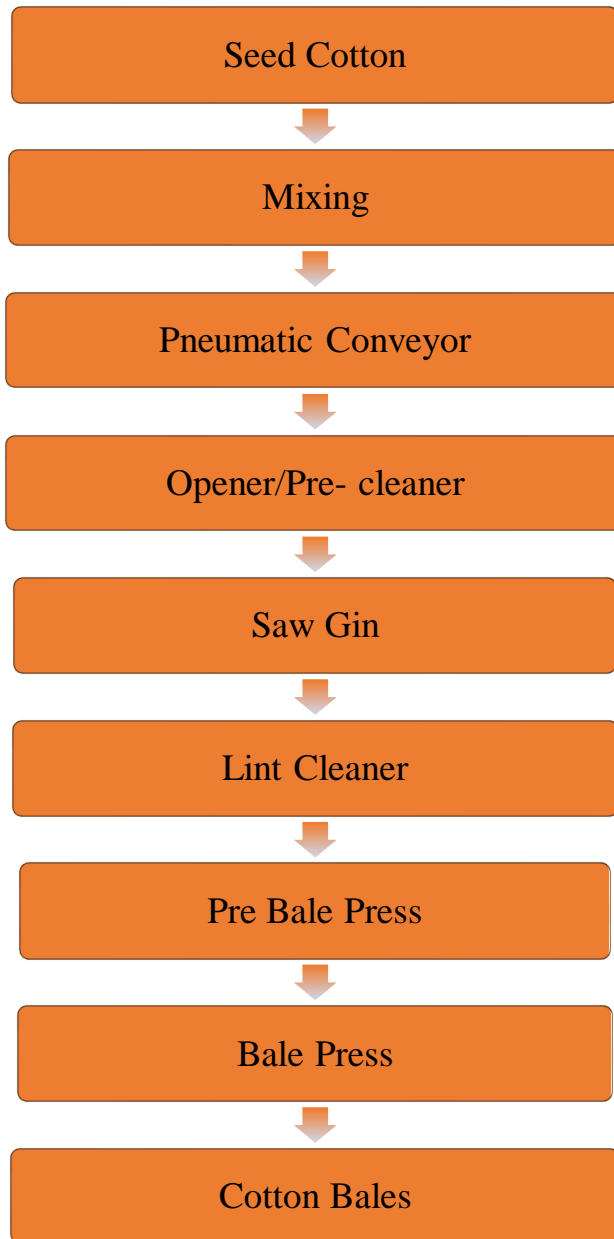 Seed Cotton
Mixing
Pneumatic Conveyor
Opener/Pre- cleaner
Saw Gin
Lint Cleaner
Pre Bale Press
Bale Press
Cotton Bales